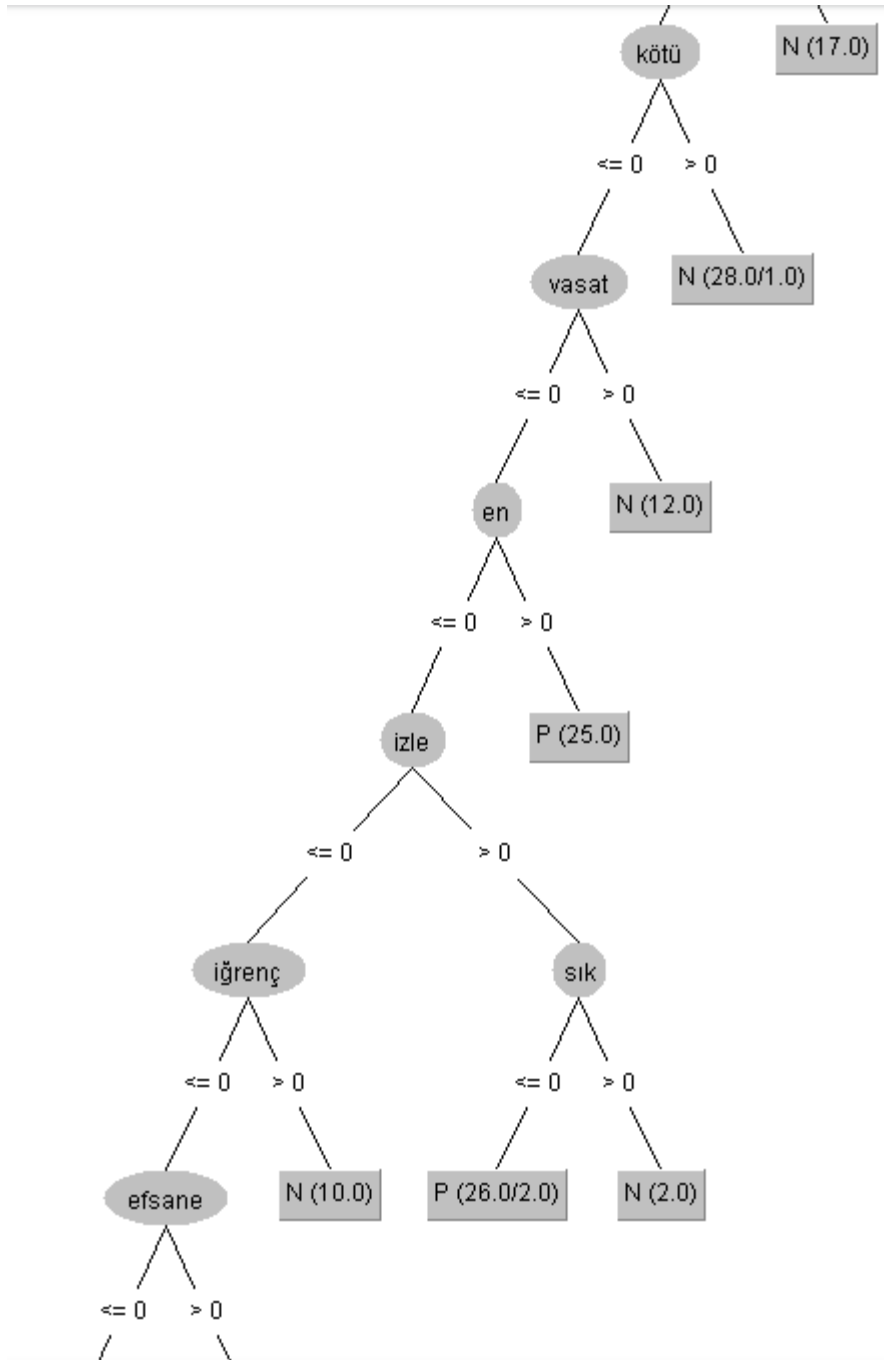 kötü
N (17.0)
<= 0
> 0
vasat
N (28.0/1.0)
<= 0
> 0
en
N (12.0)
<= 0
> 0
izle
P (25.0)
<= 0
> 0
iğrenç
sık
<= 0
> 0
<= 0
> 0
efsane
N (10.0)
P (26.0/2.0)
N (2.0)
<= 0
> 0